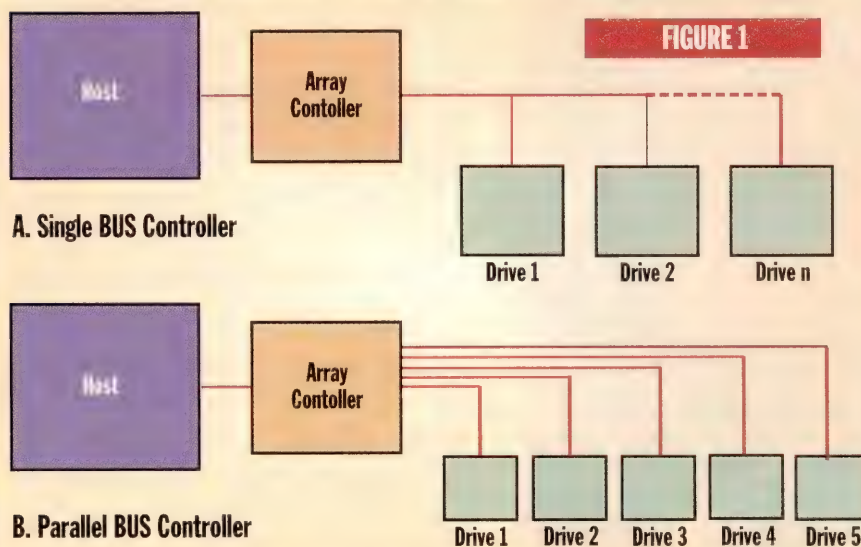 FIGURE 1
Host
Array
Contoller
A. Single BUS Controller
Drive 1
Drive 2
Drive n
Host
Array
Contoller
B. Parallel BUS Controller
Drive 1
Drive 2
Drive 3
Drive 4
Drive 5